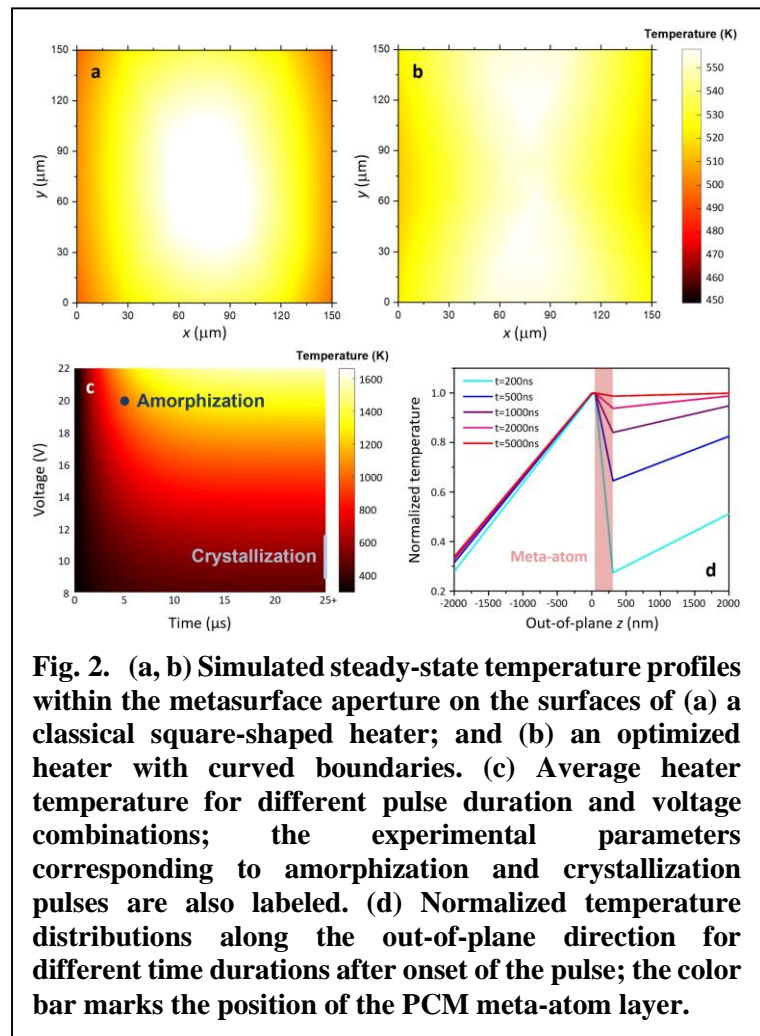 Temperature (K)
a
b
150
120
90
60
30
0
y (μm)
0 30 60 90 120 150
x (μm)
150
120
90
60
30
0
y (μm)
0 30 60 90 120 150
x (μm)
550
540
530
520
510
500
490
480
470
460
450
Temperature (K)
c
Amorphization
Crystallization
22
20
18
16
14
12
10
8
Voltage (V)
0 5 10 15 20 25+
Time (μs)
1600
1400
1200
1000
800
600
400
t=200ns
t=500ns
t=1000ns
t=2000ns
t=5000ns
Meta-atom
d
1.0
0.8
0.6
0.4
0.2
Normalized temperature
-2000 -1500 -1000 -500 0 500 1000 1500 2000
Out-of-plane z (nm)
Fig. 2. (a, b) Simulated steady-state temperature profiles
within the metasurface aperture on the surfaces of (a) a
classical square-shaped heater; and (b) an optimized
heater with curved boundaries. (c) Average heater
temperature for different pulse duration and voltage
combinations; the experimental parameters
corresponding to amorphization and crystallization
pulses are also labeled. (d) Normalized temperature
distributions along the out-of-plane direction for
different time durations after onset of the pulse; the color
bar marks the position of the PCM meta-atom layer.